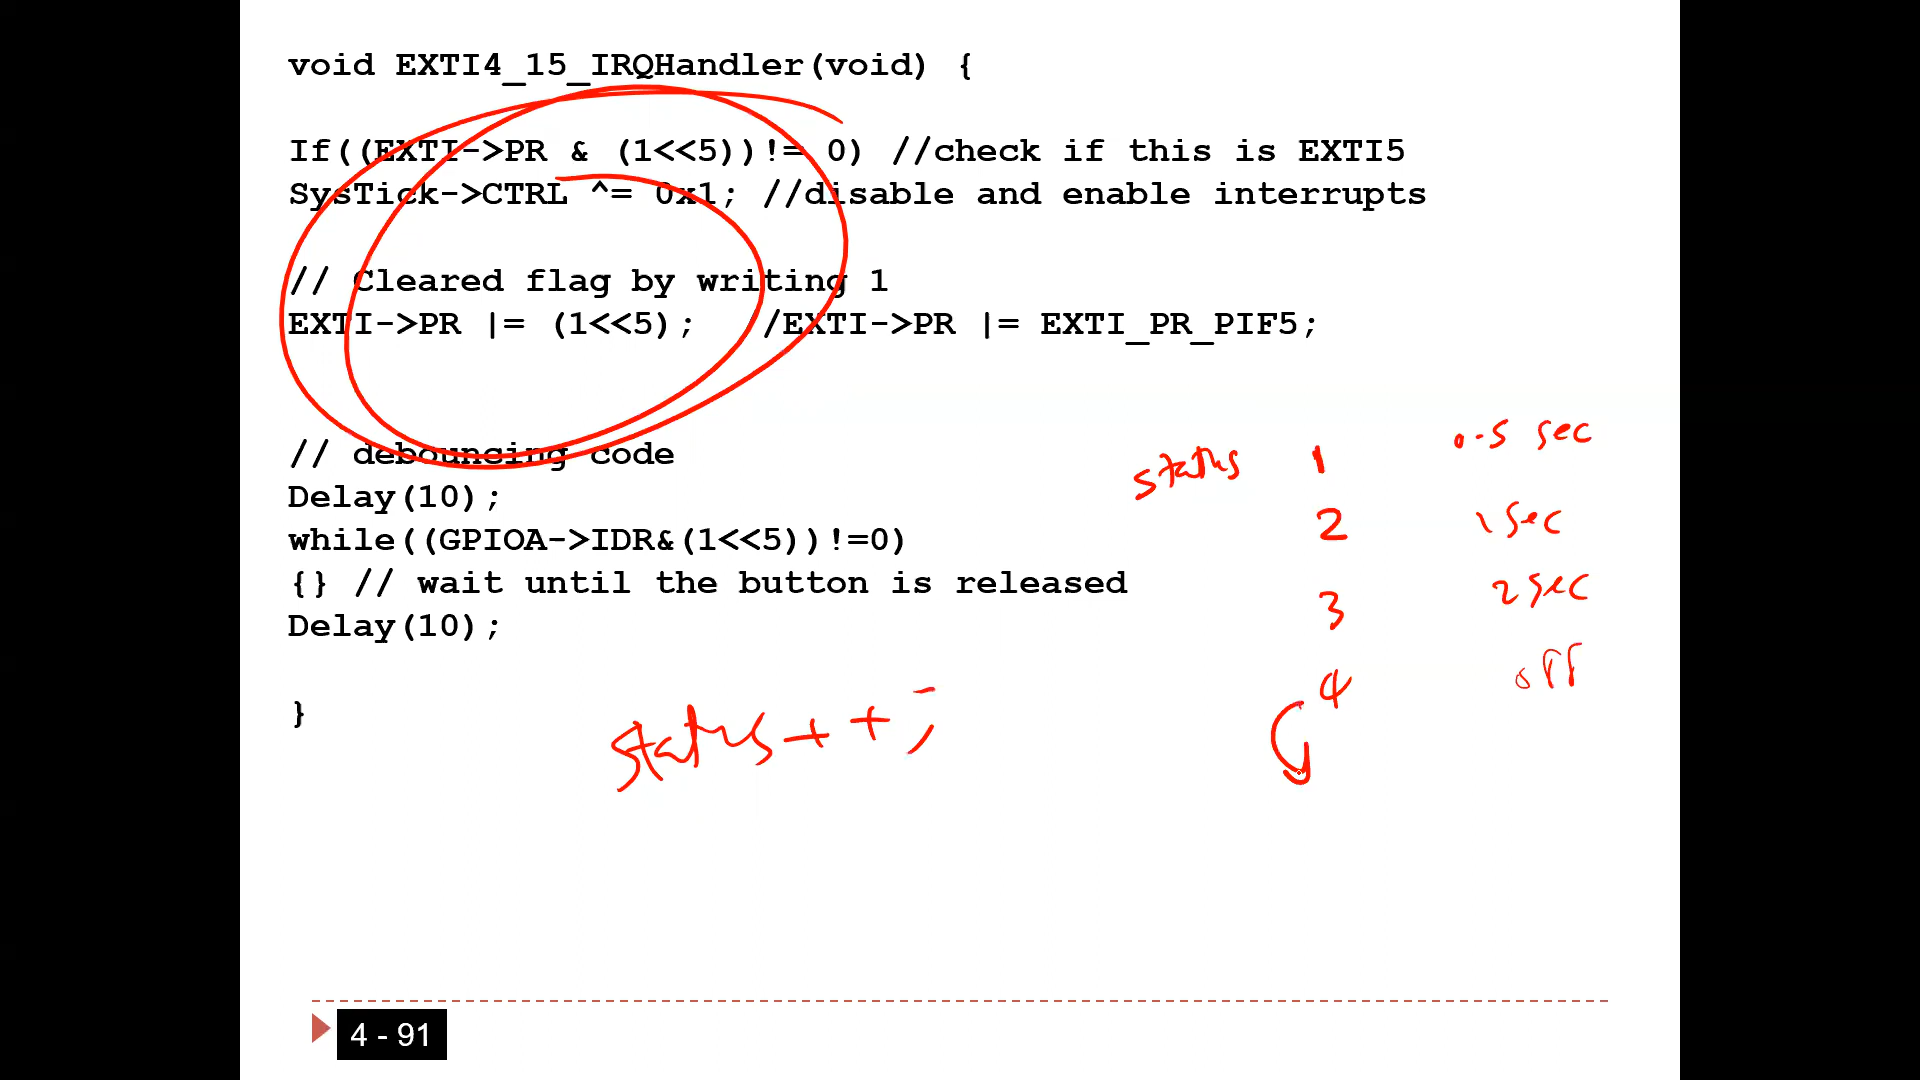 void EXTI4_15_IRQHandler(void) {
If((EXTI->PR & (1<<5))!= 0) //check if this is EXTI5
SysTick->CTRL ^= 0x1; //disable and enable interrupts
// Cleared flag by writing 1
EXTI->PR |= (1<<5); /EXTI->PR |= EXTI_PR_PIF5;
// debouncing code
Delay(10);
while((GPIOA->IDR&(1<<5))!=0)
{} // wait until the button is released
Delay(10);
}
status 1 0.5 sec
2 1 sec
3 2 sec
4 off
status++;
4 - 91